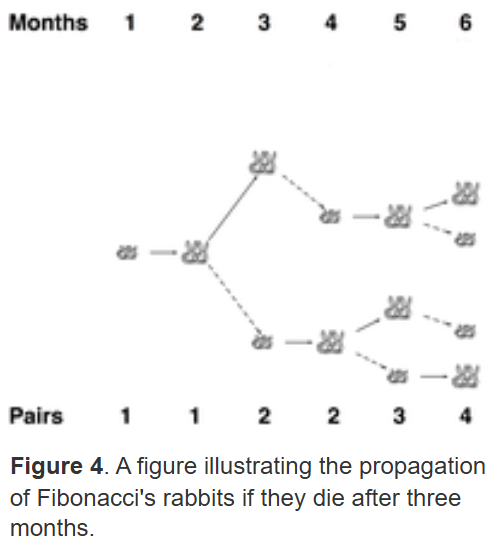 Months 1 2 3 4 5 6
Pairs 1 1 2 2 3 4
Figure 4. A figure illustrating the propagation
of Fibonacci's rabbits if they die after three
months.